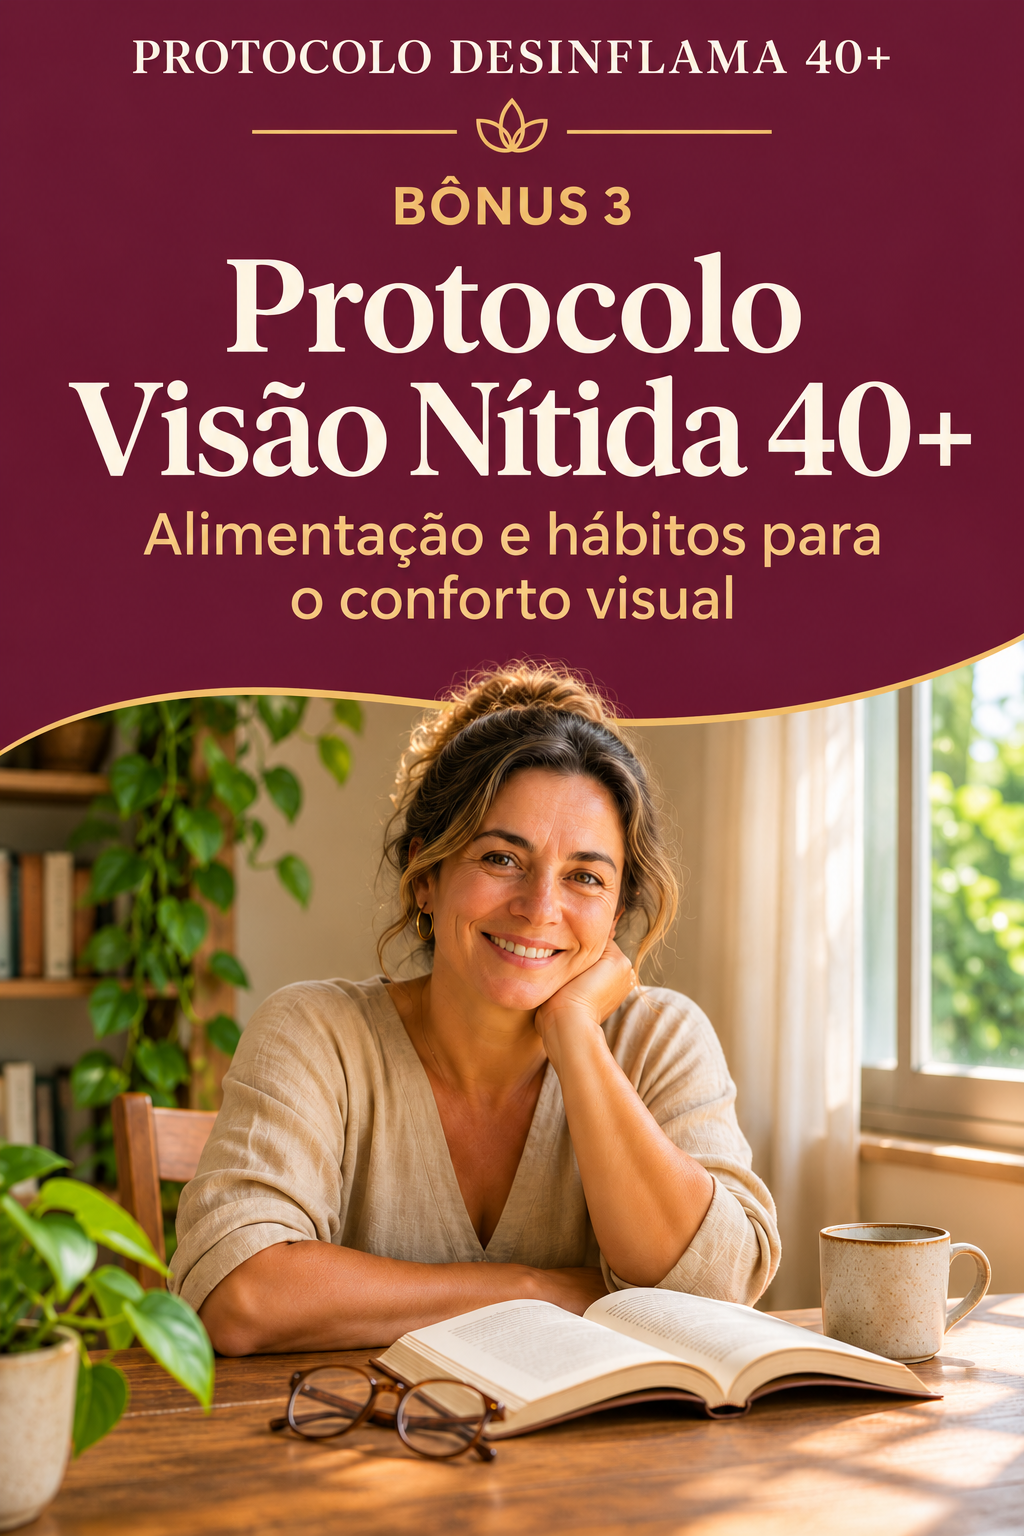 PROTOCOLO DESINFLAMA 40+
BÔNUS 3
Protocolo
Visão Nítida 40+
Alimentação e hábitos para
o conforto visual